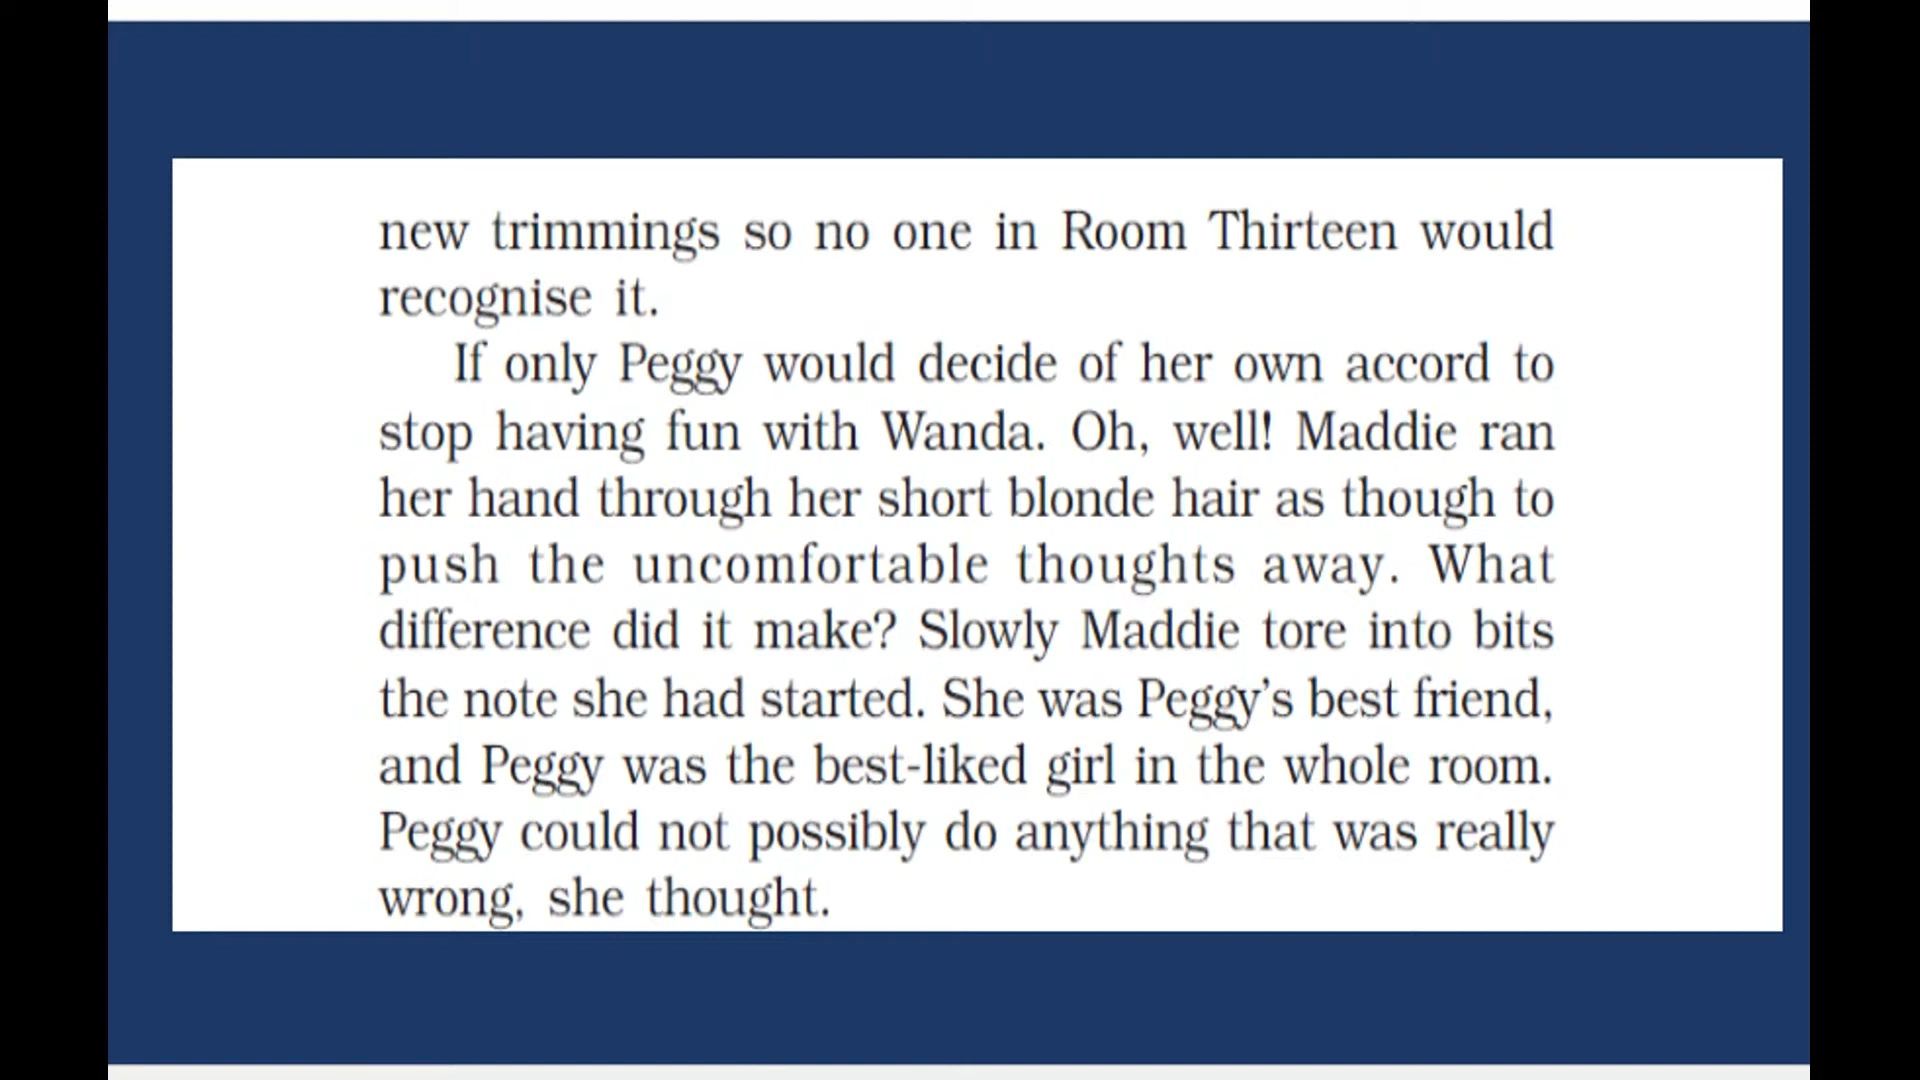 new trimmings so no one in Room Thirteen would
recognise it.
If only Peggy would decide of her own accord to
stop having fun with Wanda. Oh, well! Maddie ran
her hand through her short blonde hair as though to
push the uncomfortable thoughts away. What
difference did it make? Slowly Maddie tore into bits
the note she had started. She was Peggy’s best friend,
and Peggy was the best-liked girl in the whole room.
Peggy could not possibly do anything that was really
wrong, she thought.